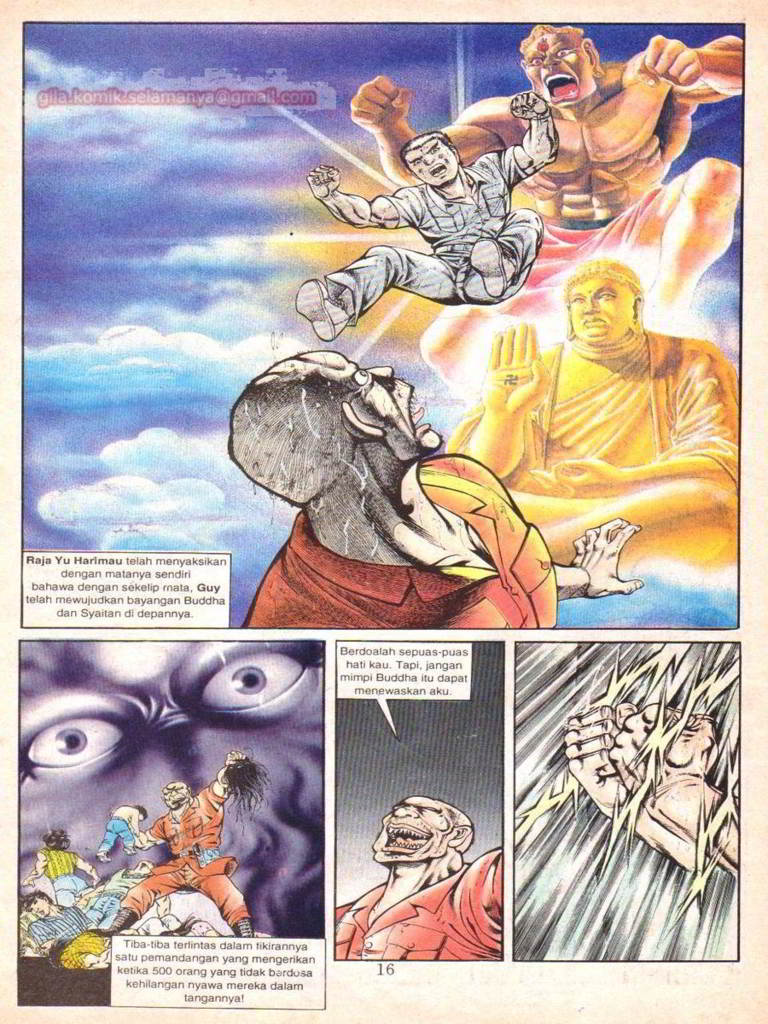 gila.komik.selamanya@gmail.com
Raja Yu Harimau telah menyaksikan
dengan matanya sendiri
bahawa dengan sekelip mata, Guy
telah mewujudkan bayangan Buddha
dan Syaitan di depannya.
Berdoalah sepuas-puas
hati kau. Tapi, jangan
mimpi Buddha itu dapat
menewaskan aku.
Tiba-tiba terlintas dalam tikirannya
satu pemandangan yang mengerikan
ketika 500 orang yang tidak berdosa
kehilangan nyawa mereka dalam
tangannya!
16